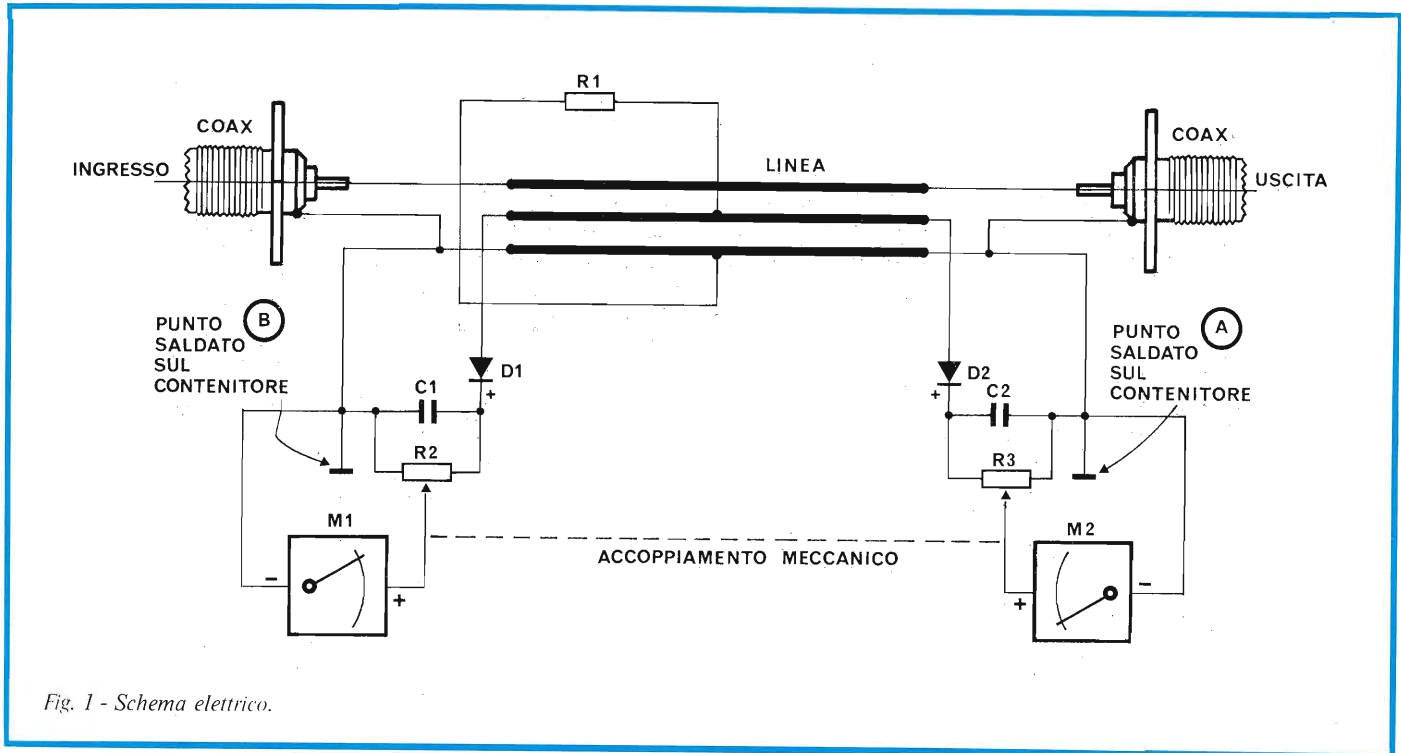 R1
COAX
COAX
INGRESSO
LINEA
USCITA
B
PUNTO
SALDATO
SUL
CONTENITORE
A
PUNTO
SALDATO
SUL
CONTENITORE
D1
+
C1
R2
D2
+
C2
R3
M1
-
+
ACCOPPIAMENTO MECCANICO
M2
+
-
Fig. 1 - Schema elettrico.